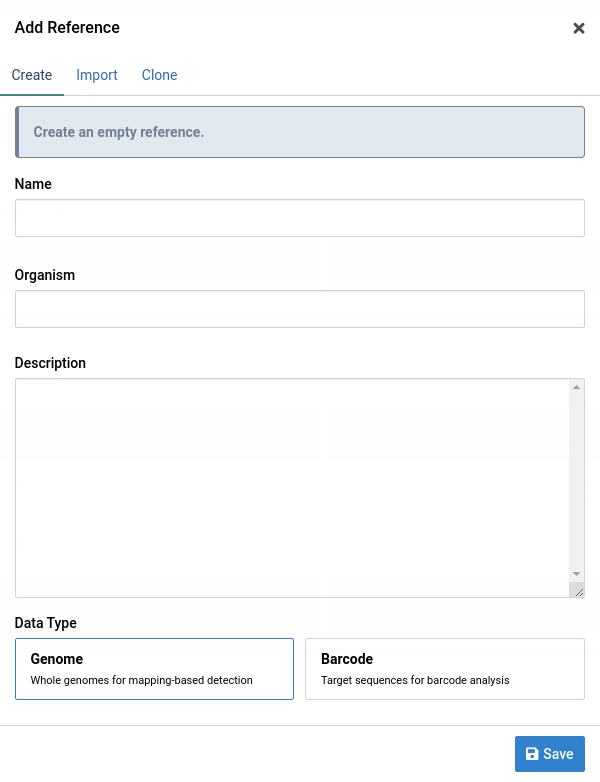 Add Reference
Create Import Clone
Create an empty reference.
Name
Organism
Description
Data Type
Genome
Whole genomes for mapping-based detection
Barcode
Target sequences for barcode analysis
Save